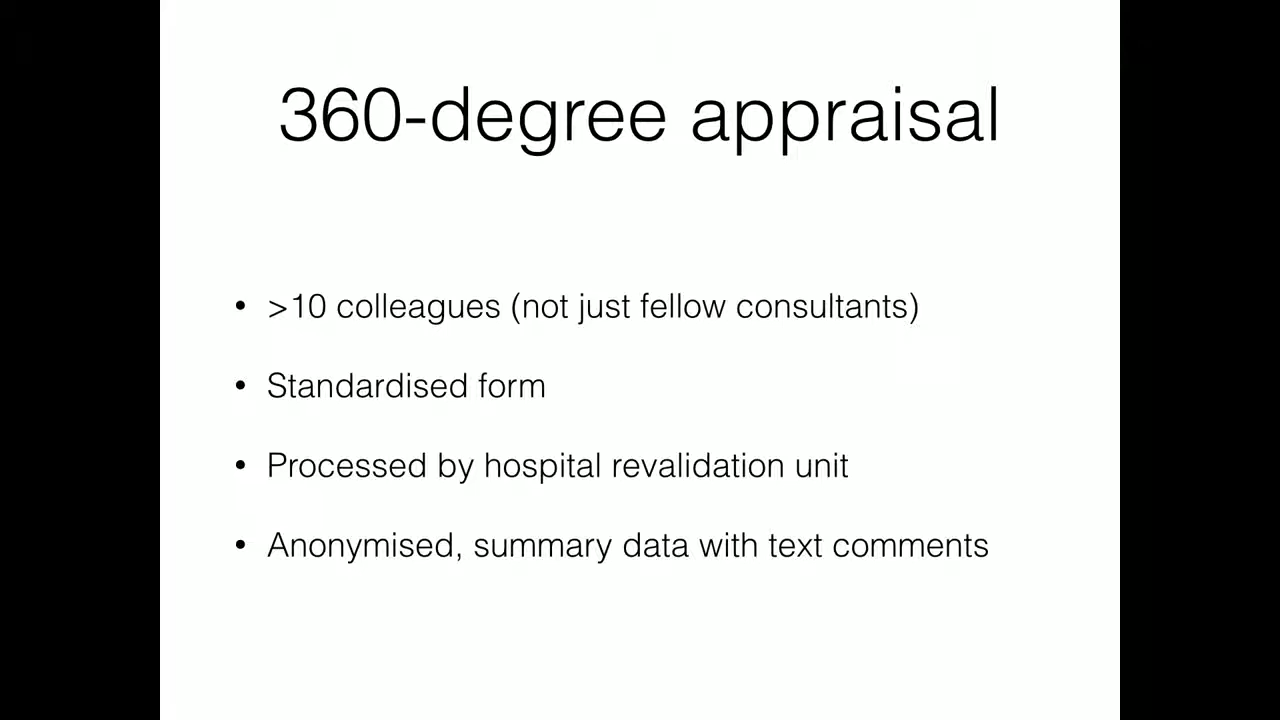 360-degree appraisal
• >10 colleagues (not just fellow consultants)
• Standardised form
• Processed by hospital revalidation unit
• Anonymised, summary data with text comments